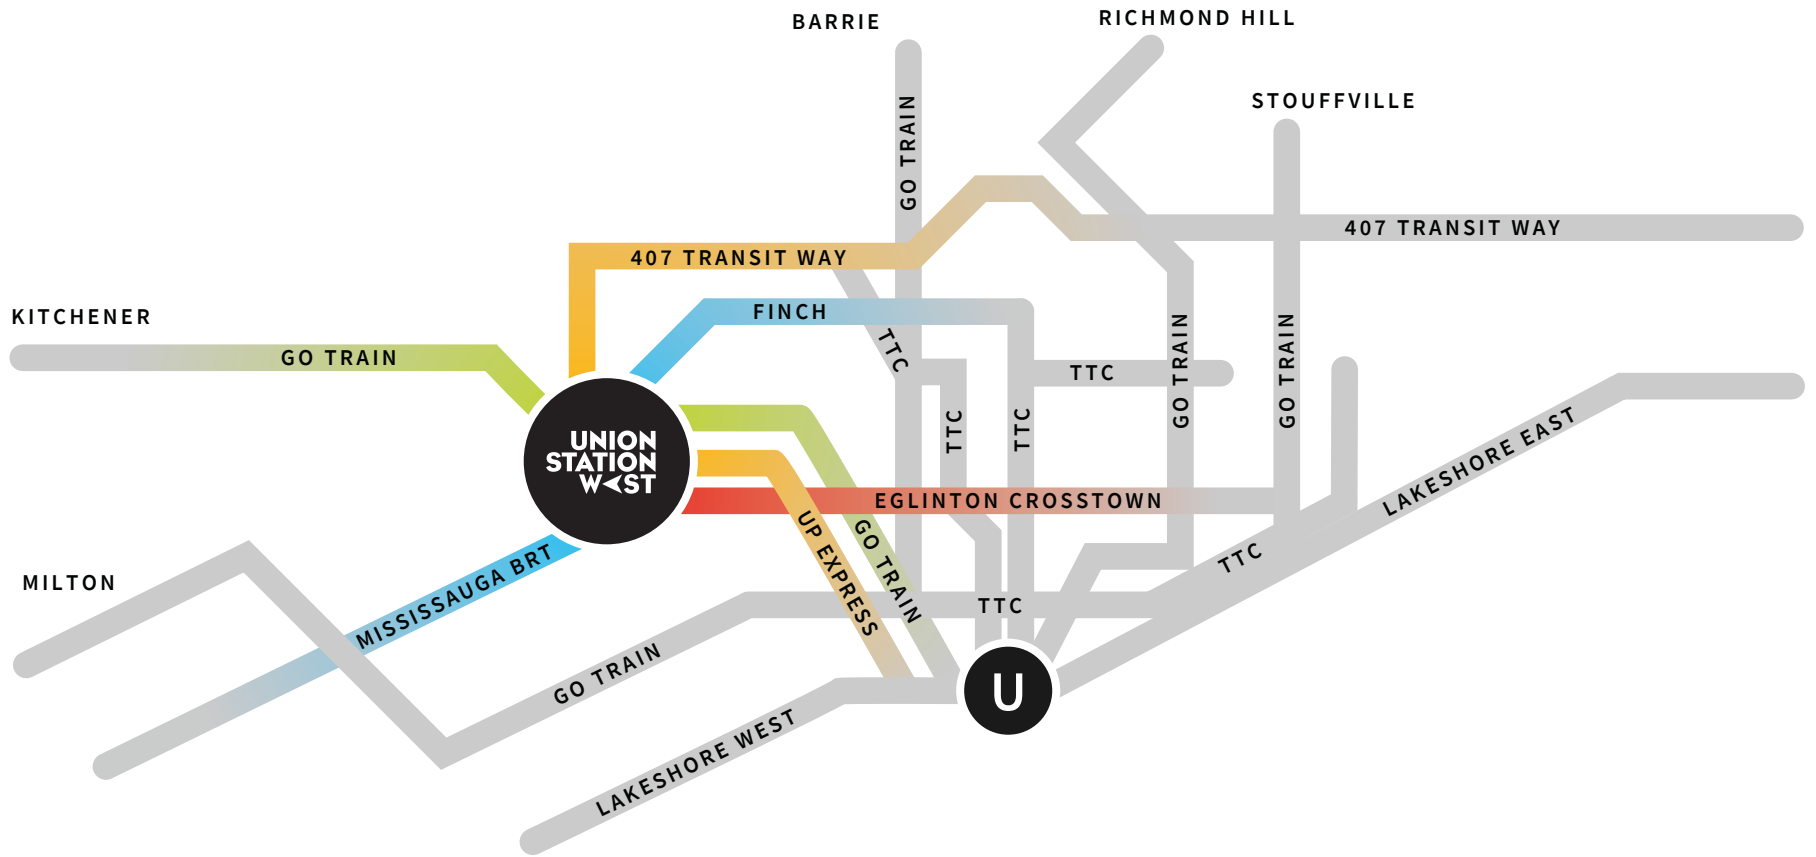 BARRIE
RICHMOND HILL
STOUFFVILLE
GO TRAIN
407 TRANSIT WAY
407 TRANSIT WAY
KITCHENER
FINCH
GO TRAIN
TTC
TTC
GO TRAIN
GO TRAIN
TTC
TTC
UNION
STATION
W<ST
EGLINTON CROSSTOWN
LAKESHORE EAST
UP EXPRESS
GO TRAIN
TTC
MISSISSAUGA BRT
MILTON
TTC
GO TRAIN
U
LAKESHORE WEST